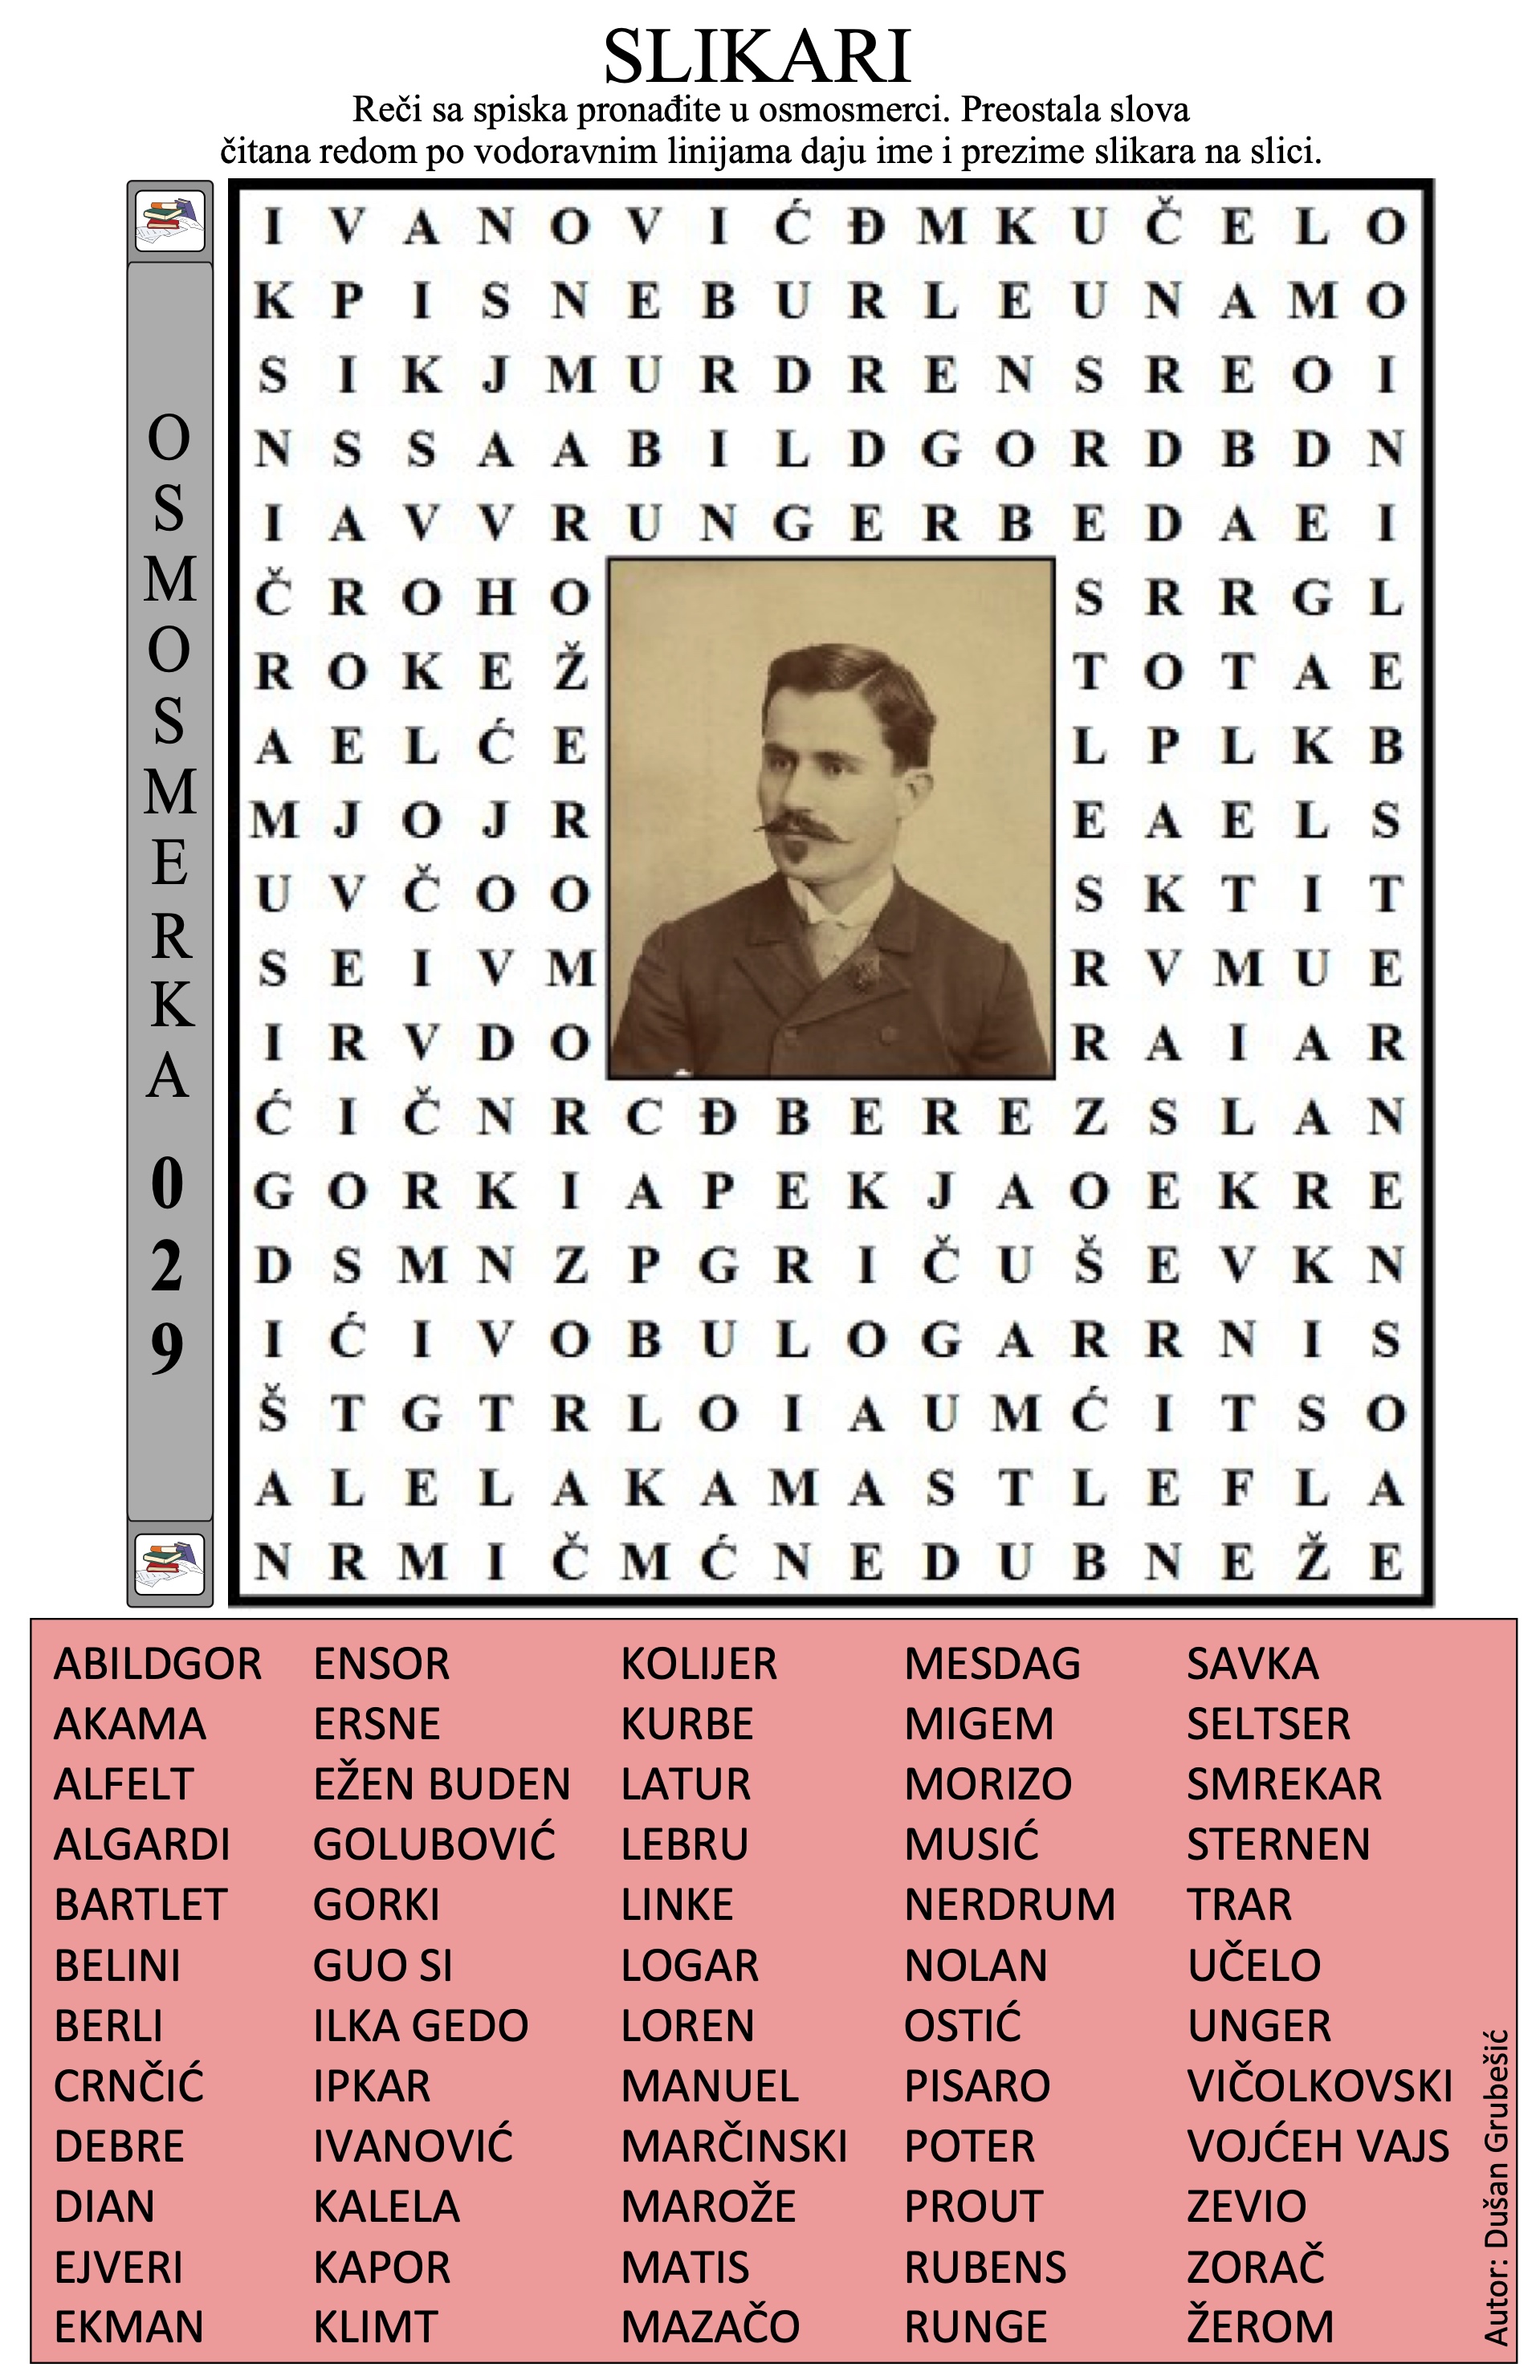 SLIKARI
Reči sa spiska pronađite u osmosmerci. Preostala slova
čitana redom po vodoravnim linijama daju ime i prezime slikara na slici.
OSMOSMERKA 029
I V A N O V I Ć Đ M K U Č E L O
K P I S N E B U R L E U N A M O
S I K J M U R D R E N S R E O I
N S S A A B I L D G O R D B D N
I A V V R U N G E R B E D A E I
Č R O H O S R R G L
R O K E Ž T O T A E
A E L Ć E L P L K B
M J O J R E A E L S
U V Č O O S K T I T
S E I V M R V M U E
I R V D O R A I A R
Ć I Č N R C Đ B E R E Z S L A N
G O R K I A P E K J A O E K R E
D S M N Z P G R I Č U Š E V K N
I Ć I V O B U L O G A R R N I S
Š T G T R L O I A U M Ć I T S O
A L E L A K A M A S T L E F L A
N R M I Č M Ć N E D U B N E Ž E
ABILDGOR ENSOR KOLIJER MESDAG SAVKA
AKAMA ERSNE KURBE MIGEM SELTSER
ALFELT EŽEN BUDEN LATUR MORIZO SMREKAR
ALGARDI GOLUBOVIĆ LEBRU MUSIĆ STERNEN
BARTLET GORKI LINKE NERDRUM TRAR
BELINI GUO SI LOGAR NOLAN UČELO
BERLI ILKA GEDO LOREN OSTIĆ UNGER
CRNČIĆ IPKAR MANUEL PISARO VIČOLKOVSKI
DEBRE IVANOVIĆ MARČINSKI POTER VOJĆEH VAJS
DIAN KALELA MAROŽE PROUT ZEVIO
EJVERI KAPOR MATIS RUBENS ZORAČ
EKMAN KLIMT MAZAČO RUNGE ŽEROM
Autor: Dušan Grubešić